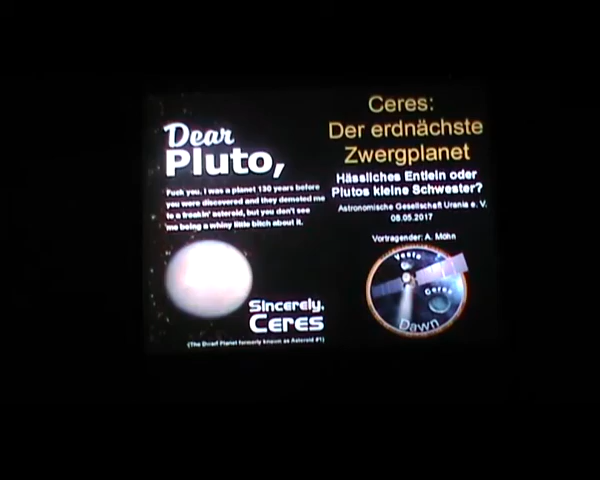 Dear
Pluto,
Fuck you. I was a planet 130 years before
you were discovered and they demoted me
to a freakin' asteroid, but you don't see
me being a whiny little bitch about it.
Sincerely,
Ceres
(The Dwarf Planet formerly known as Asteroid #1)
Ceres:
Der erdnächste
Zwergplanet
Hässliches Entlein oder
Plutos kleine Schwester?
Astronomische Gesellschaft Urania e. V.
08.05.2017
Vortragender: A. Möhn
Vesta
Ceres
Dawn